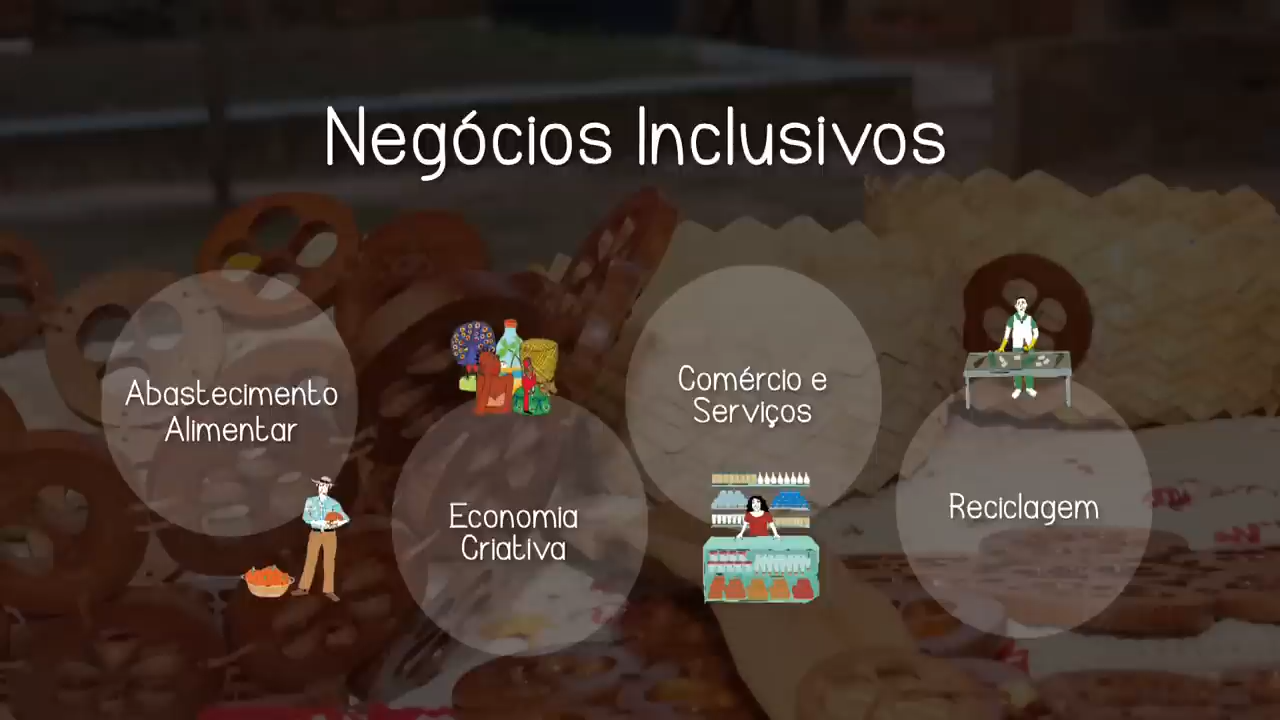 Negócios Inclusivos
Abastecimento
Alimentar
Economia
Criativa
Comércio e
Serviços
Reciclagem